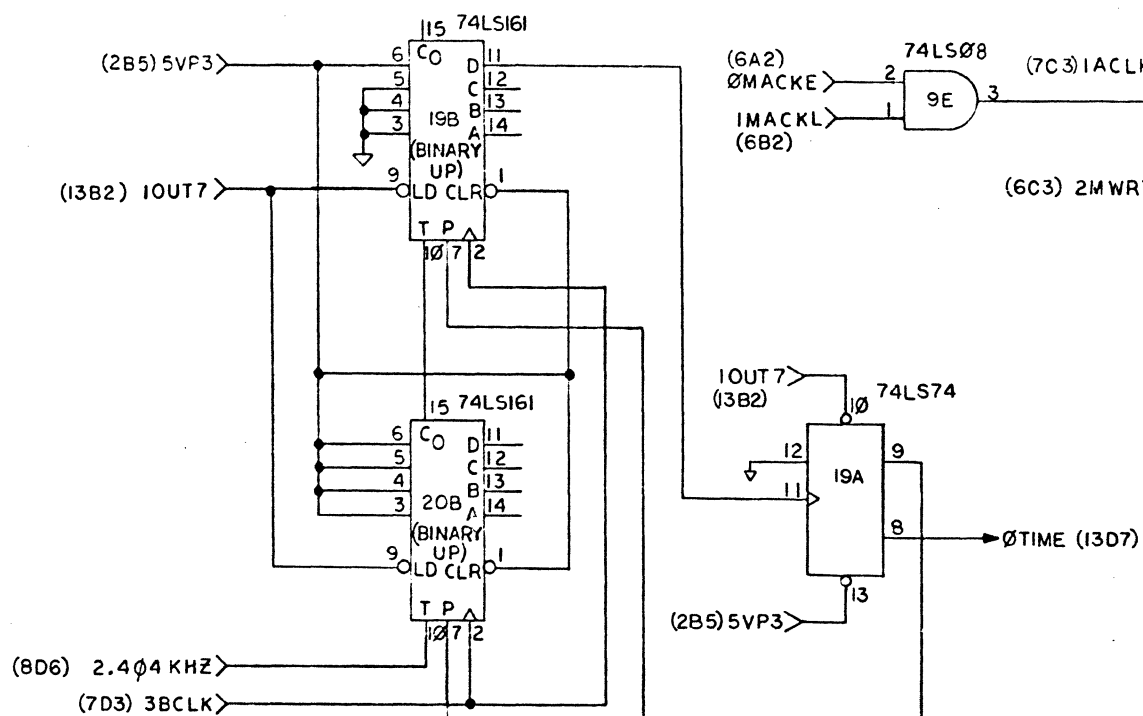 15 74LS161
(2B5) 5VP3
6 CO D 11
5 C 12
4 B 13
3 A 14
19B
(BINARY UP)
(13B2) 1OUT7
9 LD CLR 1
T P
1Ø 7 2
74LSØ8
(6A2)
ØMACKE 2
9E 3
1MACKL 1
(6B2)
(7C3) 1ACLK
(6C3) 2MWR
15 74LS161
6 CO D 11
5 C 12
4 B 13
3 A 14
20B
(BINARY UP)
9 LD CLR 1
T P
1Ø 7 2
(8D6) 2.4Ø4 KHZ
(7D3) 3BCLK
1OUT7
(13B2)
1Ø 74LS74
12 9
19A
11
8 ØTIME (13D7)
13
(2B5) 5VP3